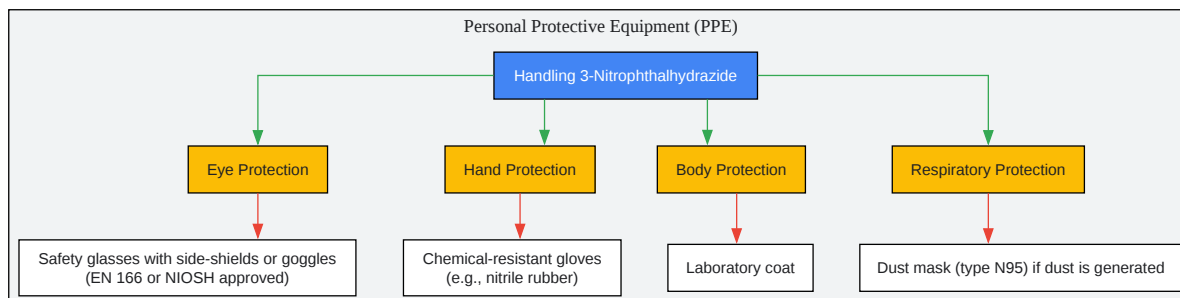 Personal Protective Equipment (PPE)
Handling 3-Nitrophthalhydrazide
Eye Protection
Hand Protection
Body Protection
Respiratory Protection
Safety glasses with side-shields or goggles
(EN 166 or NIOSH approved)
Chemical-resistant gloves
(e.g., nitrile rubber)
Laboratory coat
Dust mask (type N95) if dust is generated